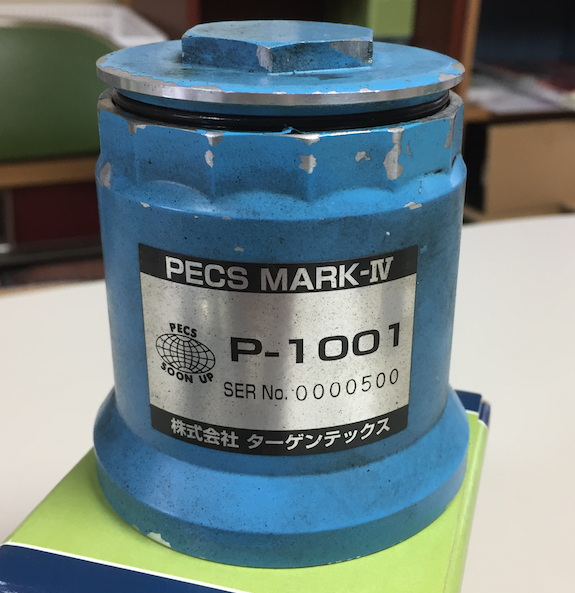 PECS MARK-Ⅳ
PECS
SOON UP
P-1001
SER No. 0000500
株式会社 ターゲンテックス